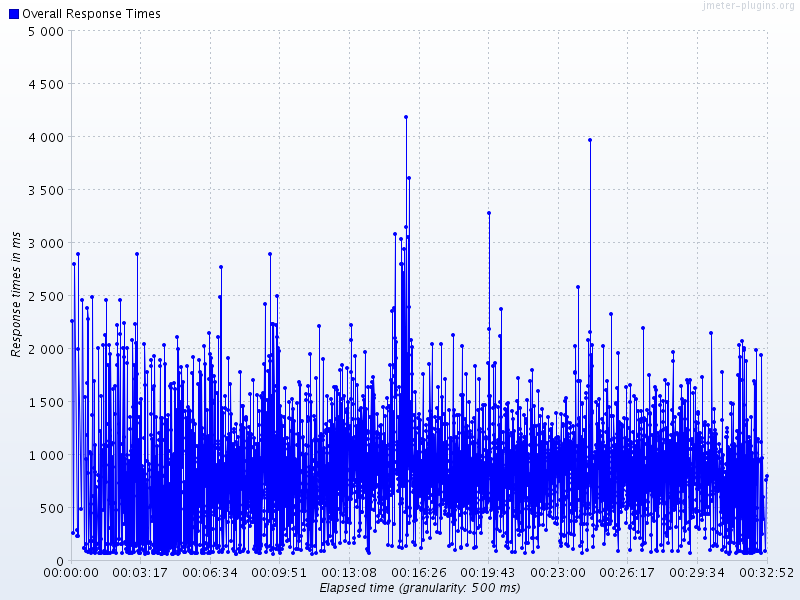 jmeter-plugins.org
Overall Response Times
5 000
4 500
4 000
3 500
3 000
2 500
2 000
1 500
1 000
500
0
Response times in ms
00:00:00 00:03:17 00:06:34 00:09:51 00:13:08 00:16:26 00:19:43 00:23:00 00:26:17 00:29:34 00:32:52
Elapsed time (granularity: 500 ms)